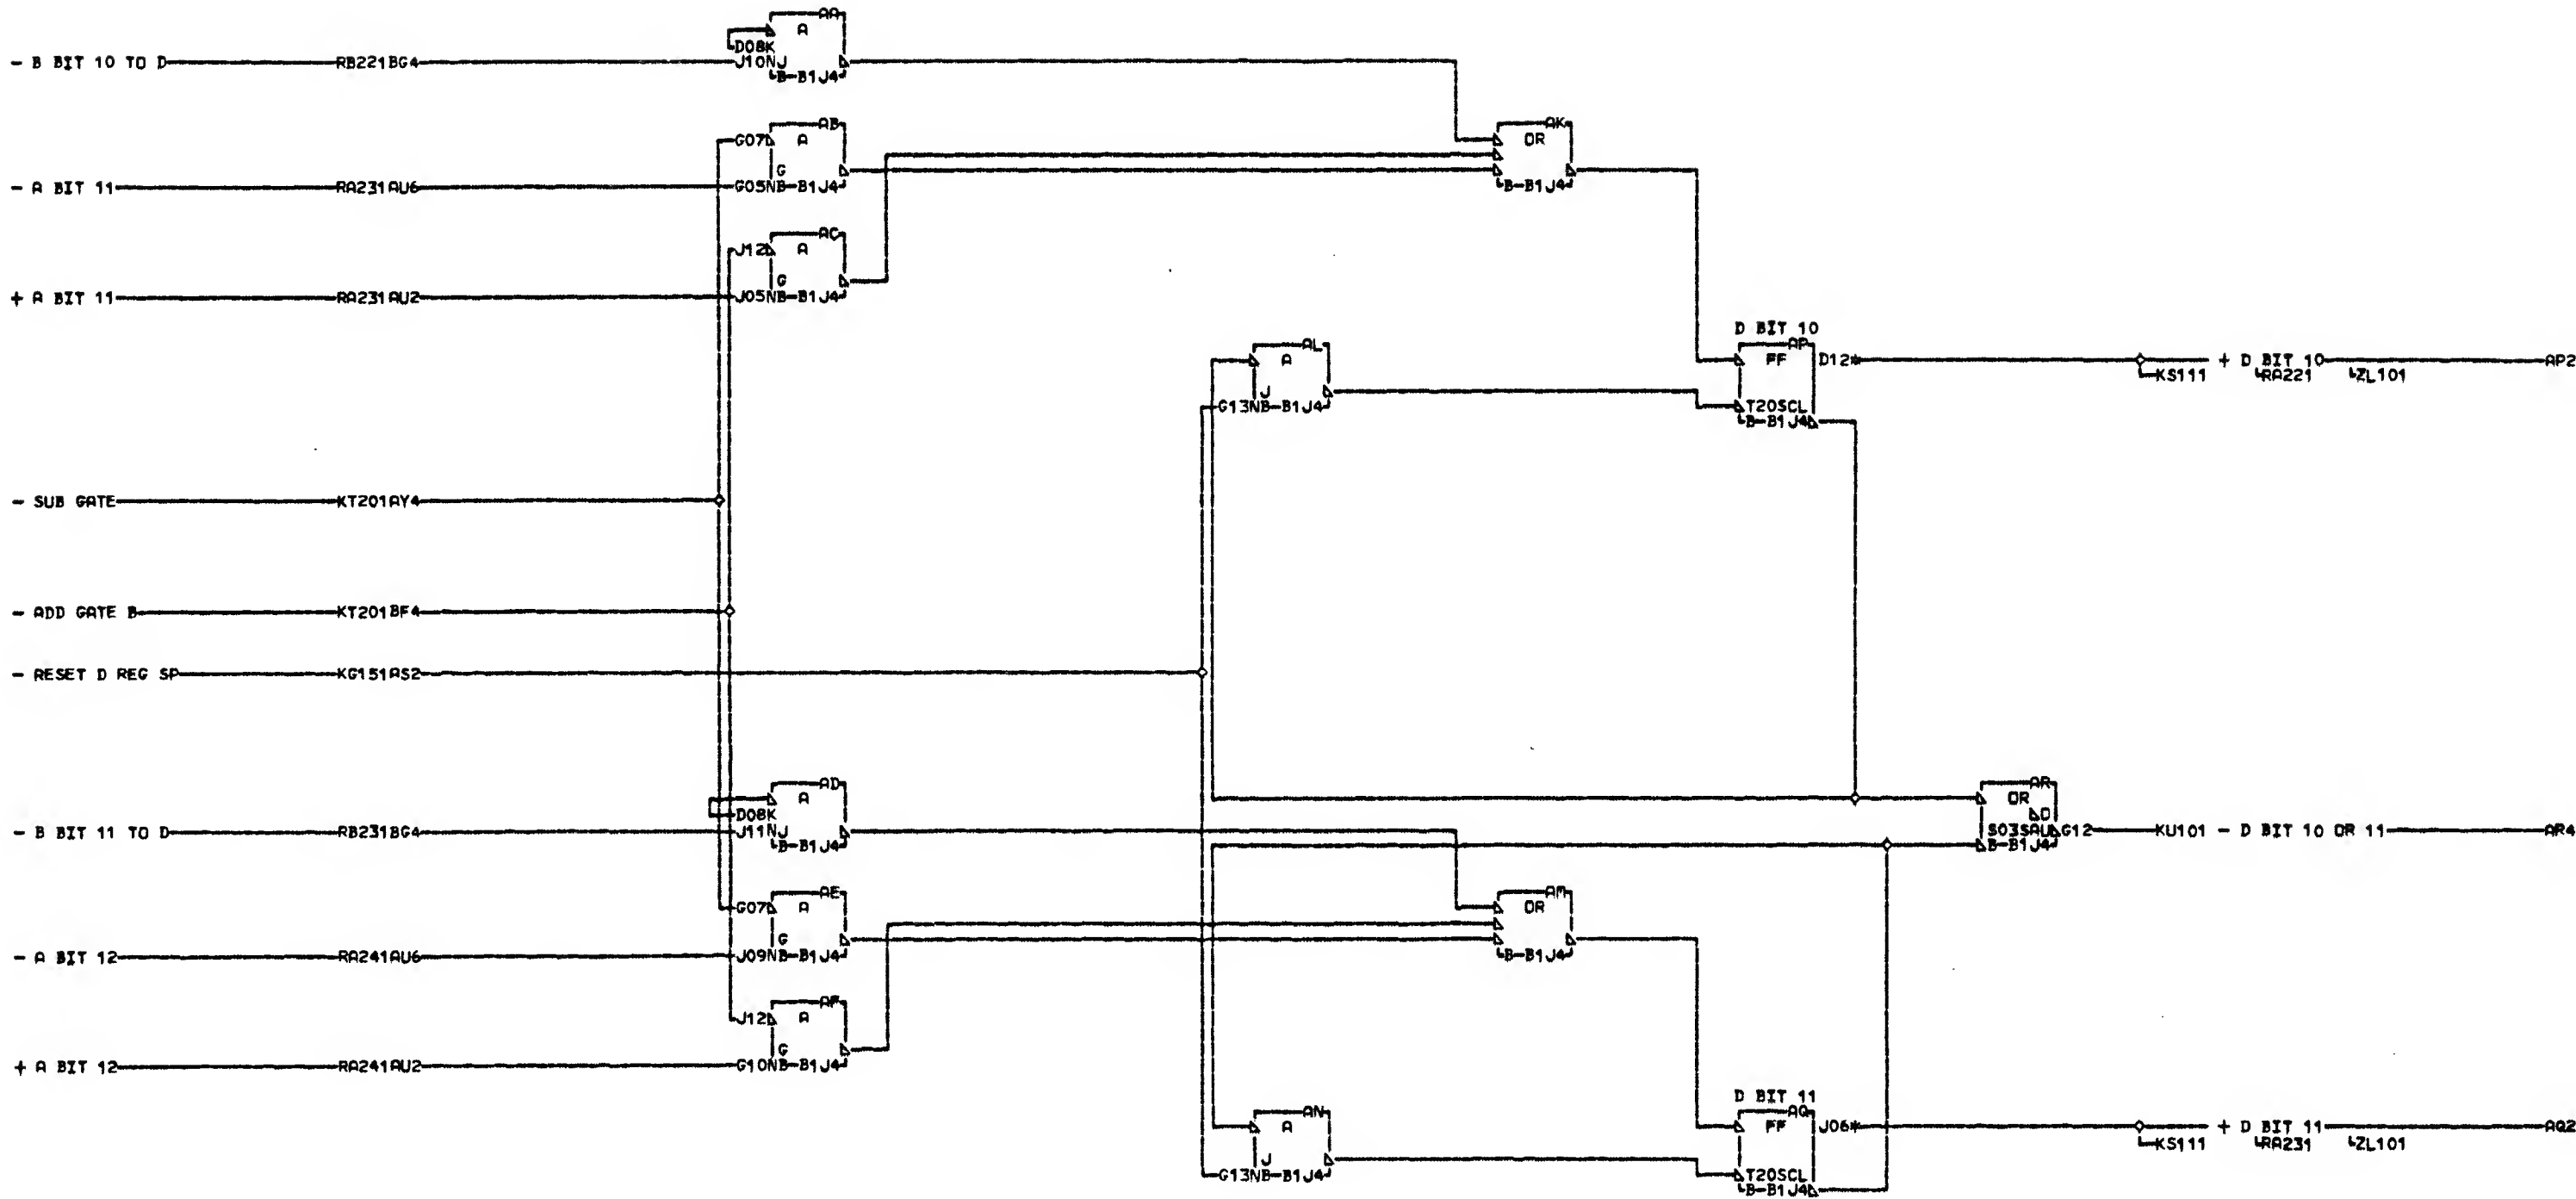 AA
A
D08K
- B BIT 10 TO D RB221BG4 J10NJ
B-B1J4
AB
G07 A
G
- A BIT 11 RA231AU6 G05NB-B1J4
AK
OR
B-B1J4
AC
J12 A
G
+ A BIT 11 RA231AU2 J05NB-B1J4
D BIT 10
AL
A
J
G13NB-B1J4
AP
FF D12* + D BIT 10 AP2
KS111 RA221 ZL101
T20SCL
B-B1J4
- SUB GATE KT201AY4
- ADD GATE B KT201BF4
- RESET D REG SP KG151AS2
AD
A
D08K
- B BIT 11 TO D RB231BG4 J11NJ
B-B1J4
AR
OR
D
S03SAU G12 KU101 - D BIT 10 OR 11 AR4
B-B1J4
AE
G07 A
G
- A BIT 12 RA241AU6 J09NB-B1J4
AM
OR
B-B1J4
AF
J12 A
G
+ A BIT 12 RA241AU2 G10NB-B1J4
D BIT 11
AN
A
J
G13NB-B1J4
AQ
FF J06* + D BIT 11 AQ2
KS111 RA231 ZL101
T20SCL
B-B1J4